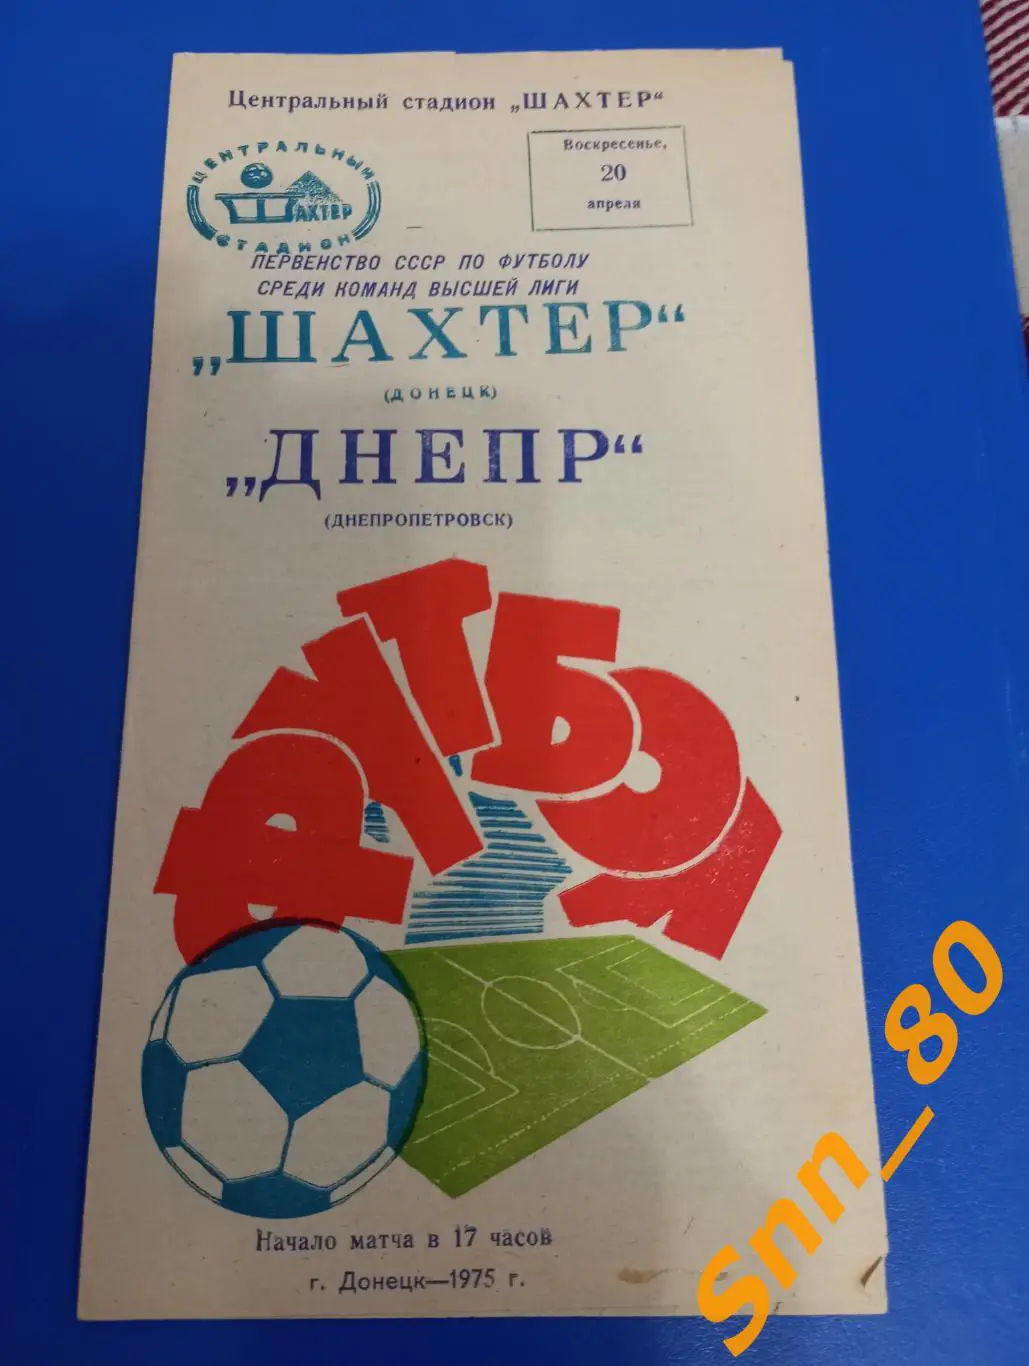 Центральный стадион „ШАХТЕР“
ЦЕНТРАЛЬНЫЙ
ШАХТЕР
СТАДИОН
Воскресенье,
20
апреля
ПЕРВЕНСТВО СССР ПО ФУТБОЛУ
СРЕДИ КОМАНД ВЫСШЕЙ ЛИГИ
„ШАХТЕР“
(ДОНЕЦК)
„ДНЕПР“
(ДНЕПРОПЕТРОВСК)
ФУТБОЛ
Начало матча в 17 часов
г. Донецк—1975 г.
Snn_80